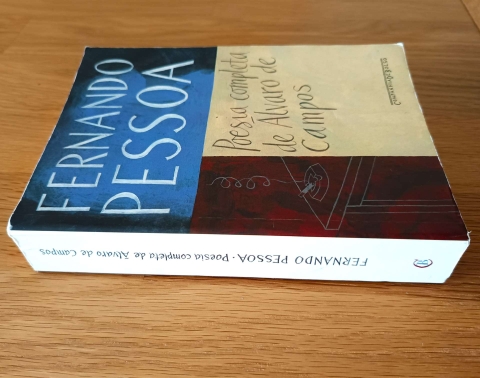 FERNANDO
PESSOA
Poesia completa
de Álvaro de
Campos
FERNANDO PESSOA · Poesia completa de Álvaro de Campos